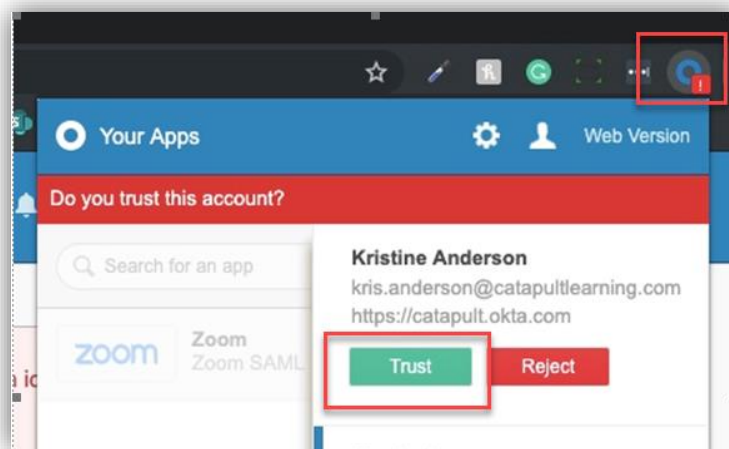 Your Apps
Web Version
Do you trust this account?
Search for an app
Kristine Anderson
kris.anderson@catapultlearning.com
https://catapult.okta.com
zoom
Zoom
Zoom SAML
Trust
Reject